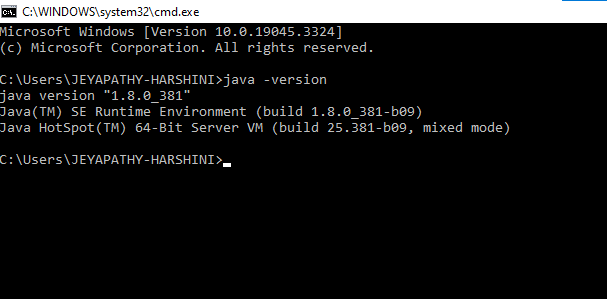 C:\WINDOWS\system32\cmd.exe
Microsoft Windows [Version 10.0.19045.3324]
(c) Microsoft Corporation. All rights reserved.
C:\Users\JEYAPATHY-HARSHINI>java -version
java version "1.8.0_381"
Java(TM) SE Runtime Environment (build 1.8.0_381-b09)
Java HotSpot(TM) 64-Bit Server VM (build 25.381-b09, mixed mode)
C:\Users\JEYAPATHY-HARSHINI>